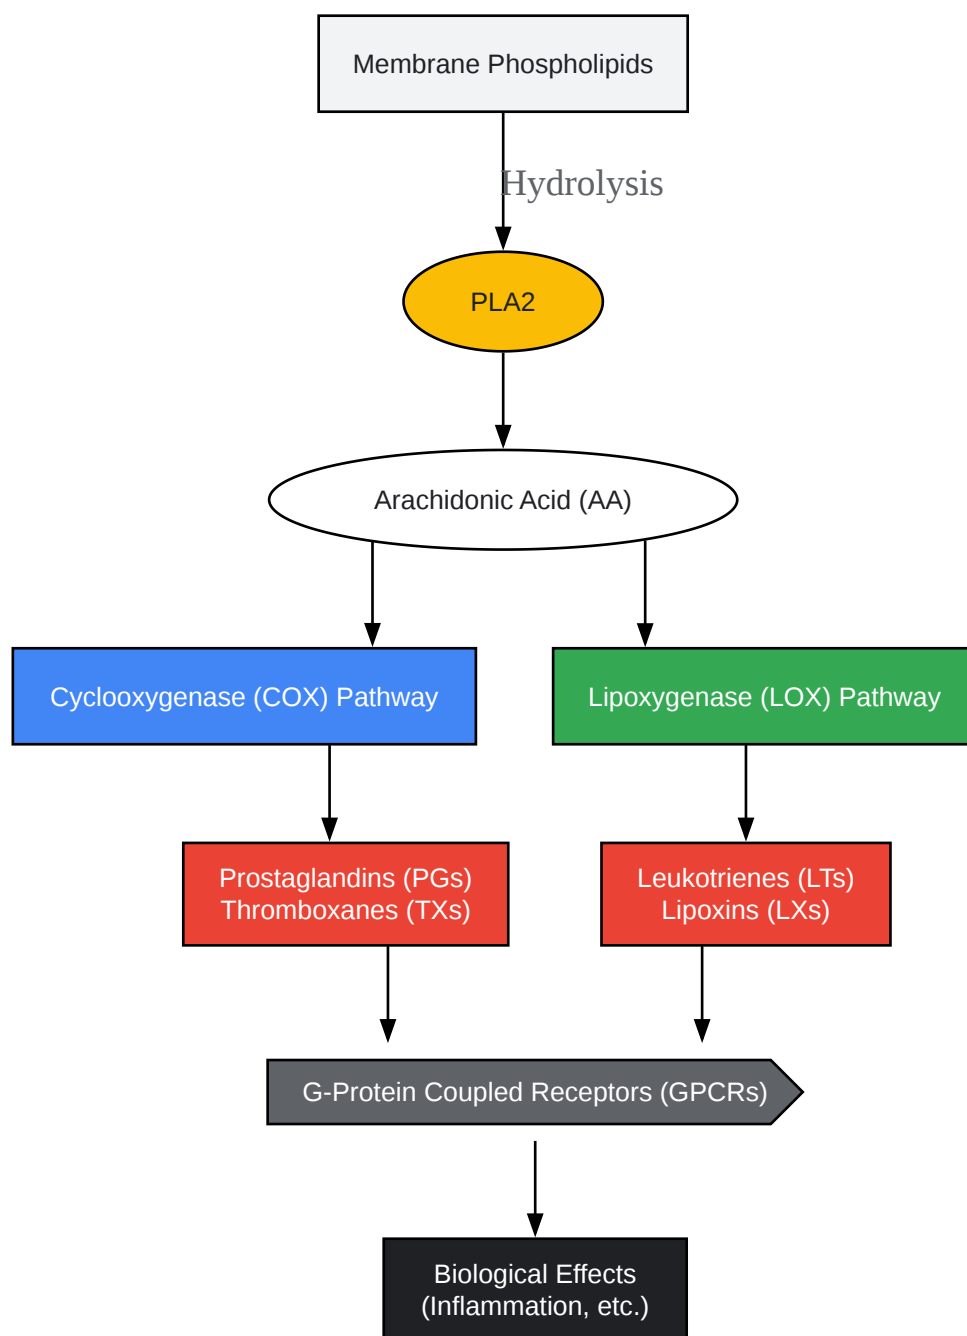 Membrane Phospholipids
Hydrolysis
PLA2
Arachidonic Acid (AA)
Cyclooxygenase (COX) Pathway
Lipoxygenase (LOX) Pathway
Prostaglandins (PGs)
Thromboxanes (TXs)
Leukotrienes (LTs)
Lipoxins (LXs)
G-Protein Coupled Receptors (GPCRs)
Biological Effects
(Inflammation, etc.)